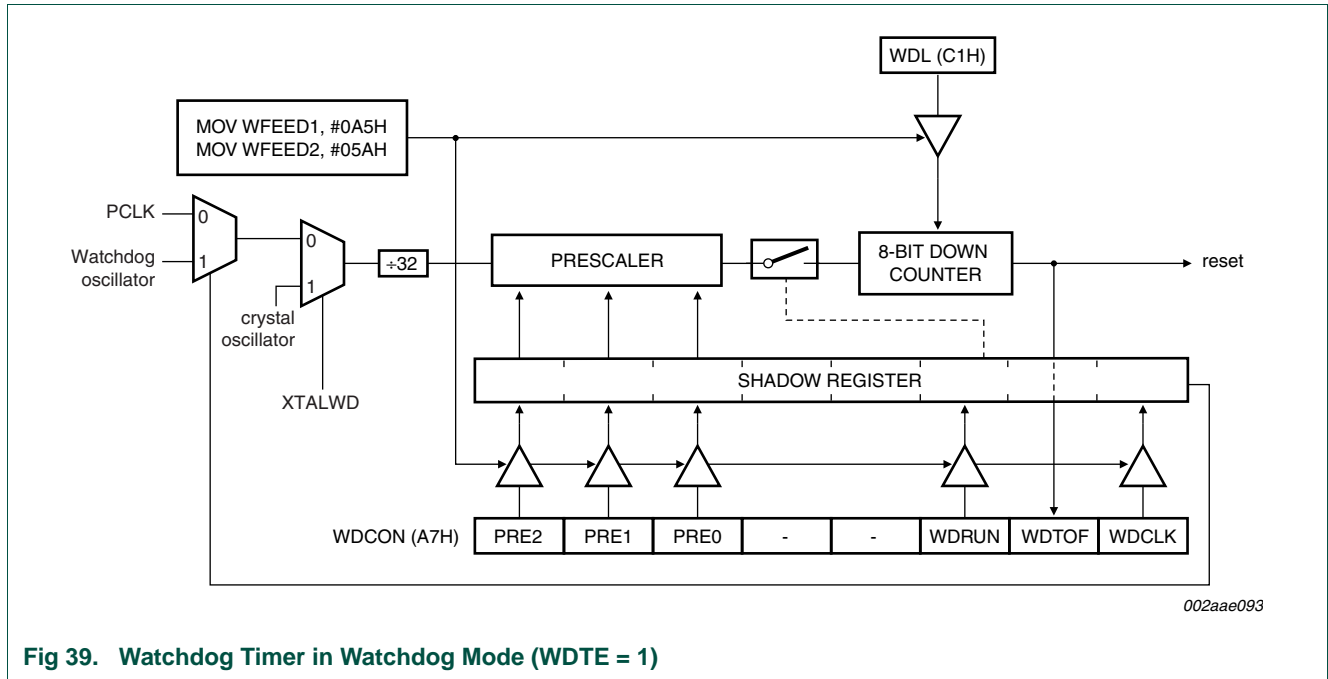 WDL (C1H)
MOV WFEED1, #0A5H
MOV WFEED2, #05AH
PCLK
0
Watchdog
oscillator
1
0
1
crystal
oscillator
XTALWD
÷32
PRESCALER
8-BIT DOWN
COUNTER
reset
SHADOW REGISTER
WDCON (A7H)
PRE2
PRE1
PRE0
-
-
WDRUN
WDTOF
WDCLK
002aae093
Fig 39. Watchdog Timer in Watchdog Mode (WDTE = 1)